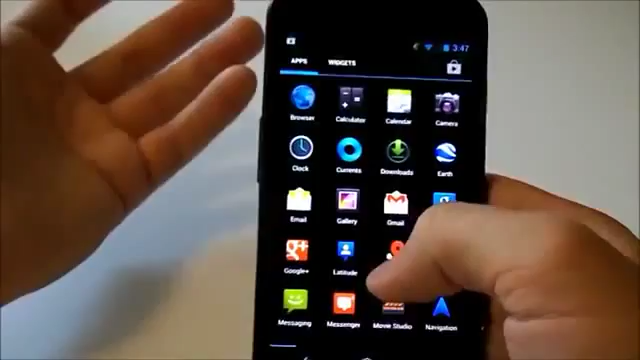 3:47
APPS WIDGETS
Browser Calculator Calendar Camera
Clock Currents Downloads Earth
Email Gallery Gmail
Google+ Latitude
Messaging Messenger Movie Studio Navigation